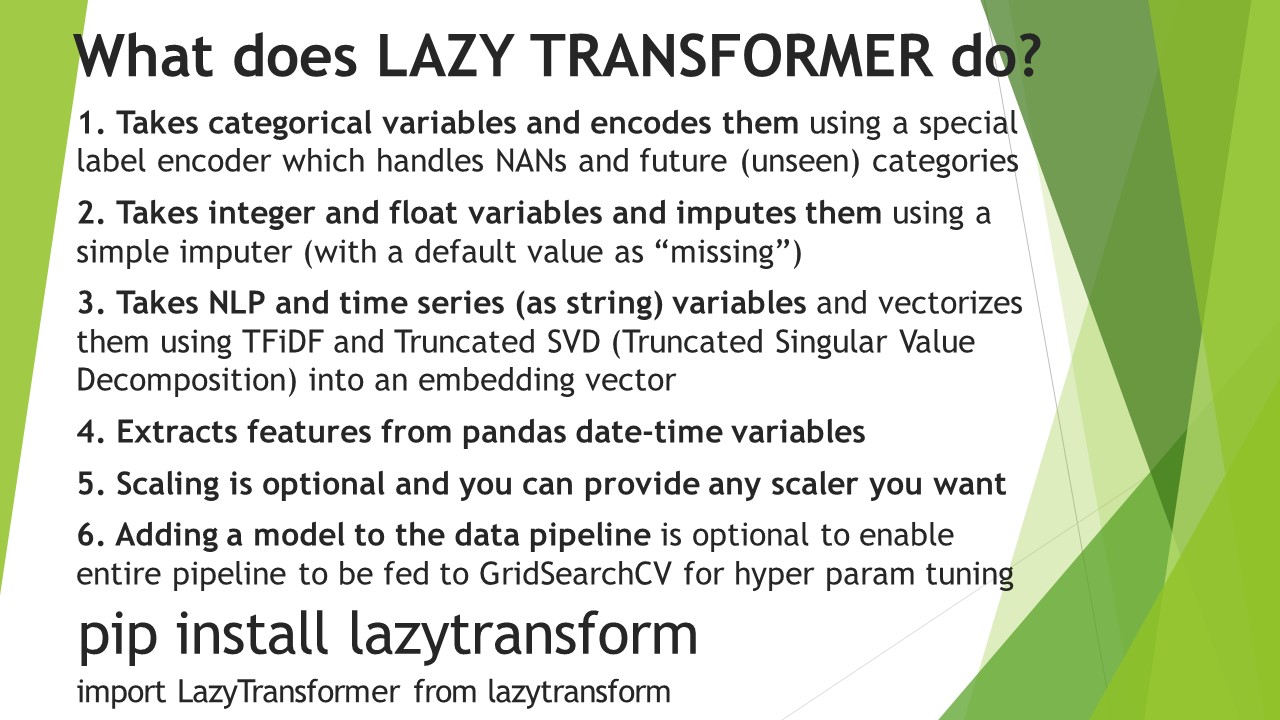 What does LAZY TRANSFORMER do?
1. Takes categorical variables and encodes them using a special
label encoder which handles NANs and future (unseen) categories
2. Takes integer and float variables and imputes them using a
simple imputer (with a default value as “missing”)
3. Takes NLP and time series (as string) variables and vectorizes
them using TFiDF and Truncated SVD (Truncated Singular Value
Decomposition) into an embedding vector
4. Extracts features from pandas date-time variables
5. Scaling is optional and you can provide any scaler you want
6. Adding a model to the data pipeline is optional to enable
entire pipeline to be fed to GridSearchCV for hyper param tuning
pip install lazytransform
import LazyTransformer from lazytransform